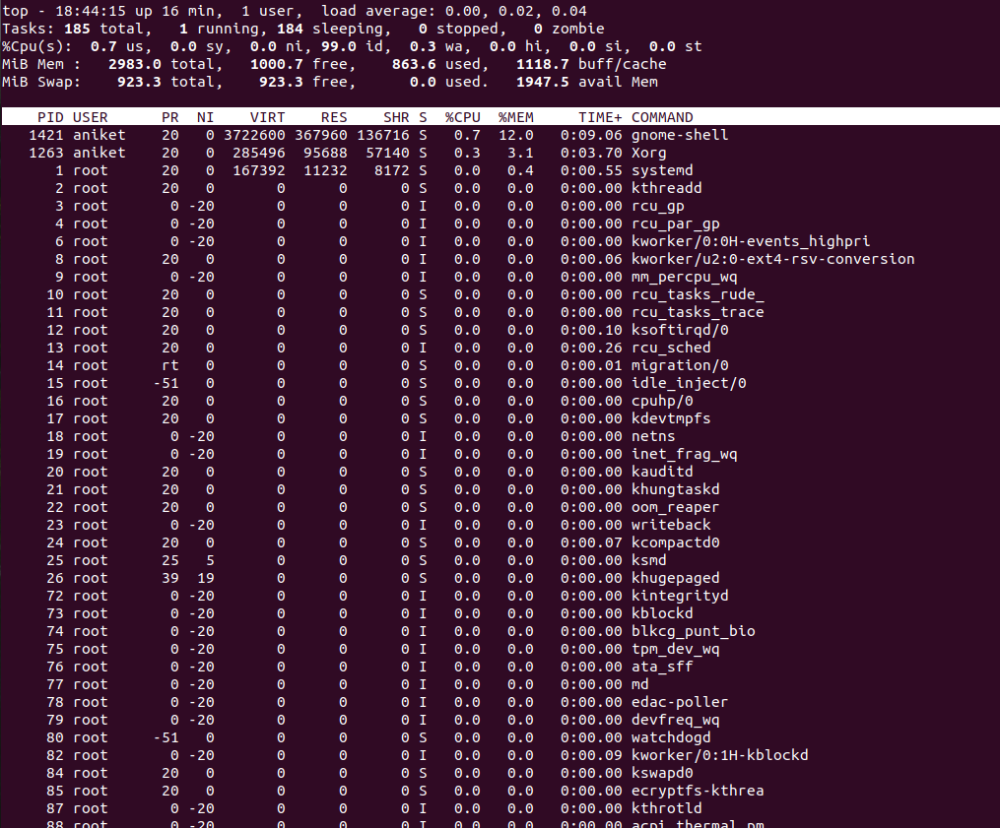 top - 18:44:15 up 16 min,  1 user,  load average: 0.00, 0.02, 0.04
Tasks: 185 total,   1 running, 184 sleeping,   0 stopped,   0 zombie
%Cpu(s):  0.7 us,  0.0 sy,  0.0 ni, 99.0 id,  0.3 wa,  0.0 hi,  0.0 si,  0.0 st
MiB Mem :   2983.0 total,   1000.7 free,    863.6 used,   1118.7 buff/cache
MiB Swap:    923.3 total,    923.3 free,      0.0 used.   1947.5 avail Mem
PID USER      PR  NI    VIRT    RES    SHR S  %CPU  %MEM     TIME+ COMMAND
1421 aniket    20   0 3722600 367960 136716 S   0.7  12.0   0:09.06 gnome-shell
1263 aniket    20   0  285496  95688  57140 S   0.3   3.1   0:03.70 Xorg
1 root      20   0  167392  11232   8172 S   0.0   0.4   0:00.55 systemd
2 root      20   0       0      0      0 S   0.0   0.0   0:00.00 kthreadd
3 root       0 -20       0      0      0 I   0.0   0.0   0:00.00 rcu_gp
4 root       0 -20       0      0      0 I   0.0   0.0   0:00.00 rcu_par_gp
6 root       0 -20       0      0      0 I   0.0   0.0   0:00.00 kworker/0:0H-events_highpri
8 root      20   0       0      0      0 I   0.0   0.0   0:00.06 kworker/u2:0-ext4-rsv-conversion
9 root       0 -20       0      0      0 I   0.0   0.0   0:00.00 mm_percpu_wq
10 root      20   0       0      0      0 S   0.0   0.0   0:00.00 rcu_tasks_rude_
11 root      20   0       0      0      0 S   0.0   0.0   0:00.00 rcu_tasks_trace
12 root      20   0       0      0      0 S   0.0   0.0   0:00.10 ksoftirqd/0
13 root      20   0       0      0      0 I   0.0   0.0   0:00.26 rcu_sched
14 root      rt   0       0      0      0 S   0.0   0.0   0:00.01 migration/0
15 root     -51   0       0      0      0 S   0.0   0.0   0:00.00 idle_inject/0
16 root      20   0       0      0      0 S   0.0   0.0   0:00.00 cpuhp/0
17 root      20   0       0      0      0 S   0.0   0.0   0:00.00 kdevtmpfs
18 root       0 -20       0      0      0 I   0.0   0.0   0:00.00 netns
19 root       0 -20       0      0      0 I   0.0   0.0   0:00.00 inet_frag_wq
20 root      20   0       0      0      0 S   0.0   0.0   0:00.00 kauditd
21 root      20   0       0      0      0 S   0.0   0.0   0:00.00 khungtaskd
22 root      20   0       0      0      0 S   0.0   0.0   0:00.00 oom_reaper
23 root       0 -20       0      0      0 I   0.0   0.0   0:00.00 writeback
24 root      20   0       0      0      0 S   0.0   0.0   0:00.07 kcompactd0
25 root      25   5       0      0      0 S   0.0   0.0   0:00.00 ksmd
26 root      39  19       0      0      0 S   0.0   0.0   0:00.00 khugepaged
72 root       0 -20       0      0      0 I   0.0   0.0   0:00.00 kintegrityd
73 root       0 -20       0      0      0 I   0.0   0.0   0:00.00 kblockd
74 root       0 -20       0      0      0 I   0.0   0.0   0:00.00 blkcg_punt_bio
75 root       0 -20       0      0      0 I   0.0   0.0   0:00.00 tpm_dev_wq
76 root       0 -20       0      0      0 I   0.0   0.0   0:00.00 ata_sff
77 root       0 -20       0      0      0 I   0.0   0.0   0:00.00 md
78 root       0 -20       0      0      0 I   0.0   0.0   0:00.00 edac-poller
79 root       0 -20       0      0      0 I   0.0   0.0   0:00.00 devfreq_wq
80 root     -51   0       0      0      0 S   0.0   0.0   0:00.00 watchdogd
82 root       0 -20       0      0      0 I   0.0   0.0   0:00.09 kworker/0:1H-kblockd
84 root      20   0       0      0      0 S   0.0   0.0   0:00.00 kswapd0
85 root      20   0       0      0      0 S   0.0   0.0   0:00.00 ecryptfs-kthrea
87 root       0 -20       0      0      0 I   0.0   0.0   0:00.00 kthrotld
88 root       0 -20       0      0      0 I   0.0   0.0   0:00.00 acpi_thermal_pm